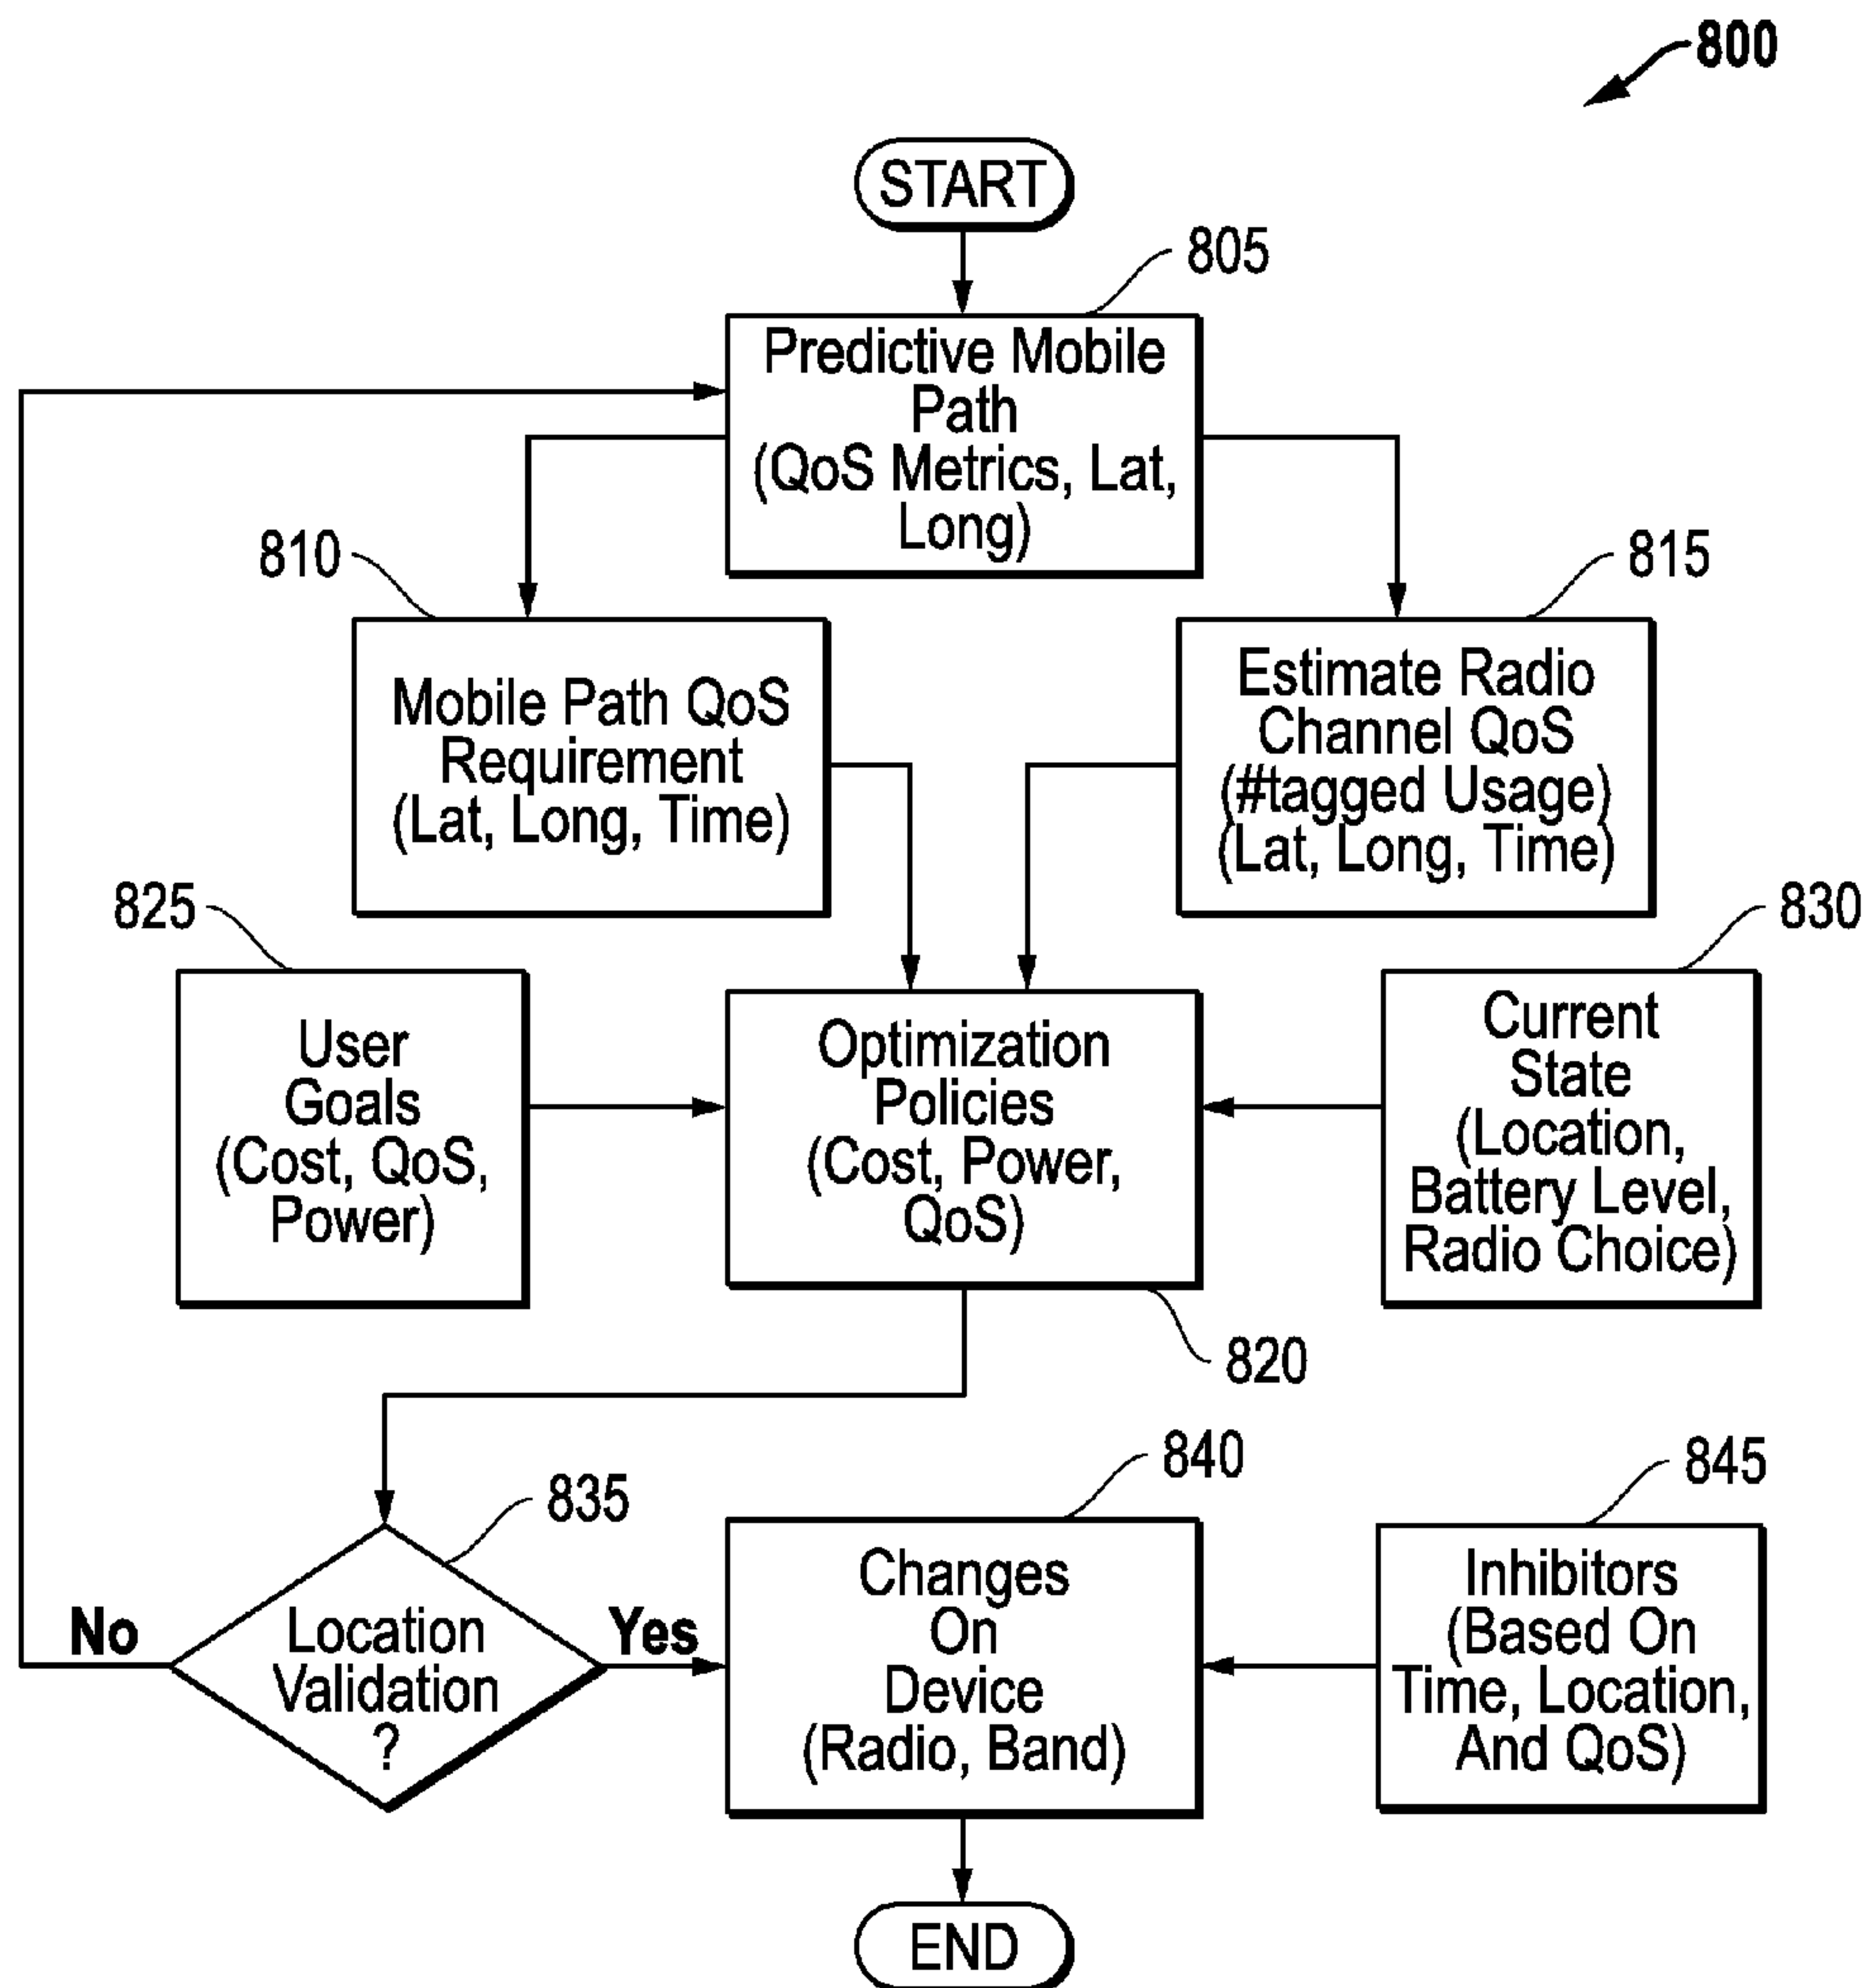 800
START
805
Predictive Mobile
Path
(QoS Metrics, Lat,
Long)
810
815
Mobile Path QoS
Requirement
(Lat, Long, Time)
Estimate Radio
Channel QoS
(#tagged Usage)
(Lat, Long, Time)
825
830
User
Goals
(Cost, QoS,
Power)
Optimization
Policies
(Cost, Power,
QoS)
Current
State
(Location,
Battery Level,
Radio Choice)
820
835
840
845
No
Location
Validation
?
Yes
Changes
On
Device
(Radio, Band)
Inhibitors
(Based On
Time, Location,
And QoS)
END